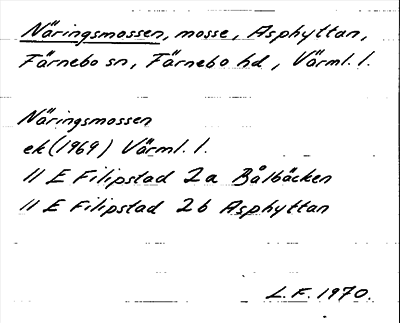 Näringsmossen, mosse, Asphyttan,
Färnebo sn, Färnebo hd, Värml. l.
Näringsmossen
ek (1969) Värml. l.
11 E Filipstad 2a Bålbäcken
11 E Filipstad 2b Asphyttan
L.F. 1970.